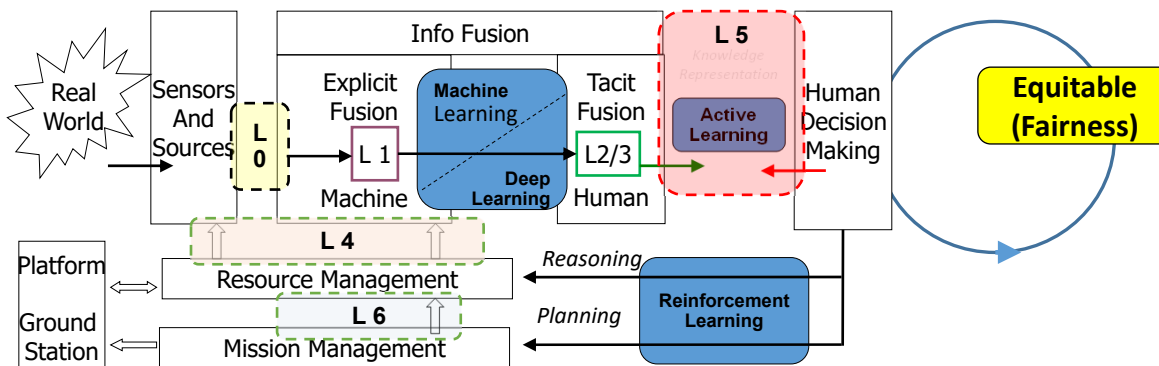 Real
World
Sensors
And
Sources
L
0
Info Fusion
Explicit
Fusion
L 1
Machine
Machine
Learning
Deep
Learning
Tacit
Fusion
L2/3
Human
L 5
Knowledge
Representation
Active
Learning
Human
Decision
Making
Equitable
(Fairness)
L 4
Resource Management
L 6
Mission Management
Platform
Ground
Station
Reasoning
Planning
Reinforcement
Learning